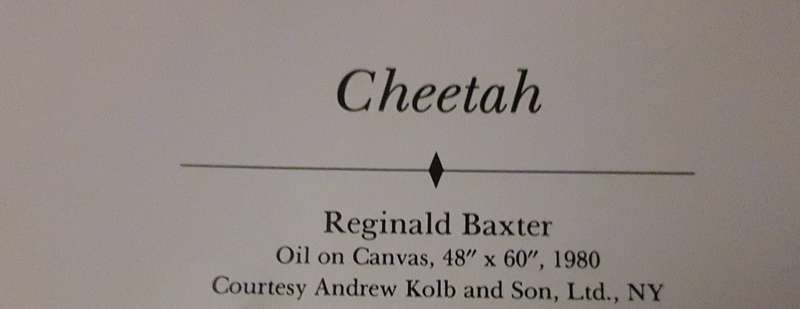 Cheetah
Reginald Baxter
Oil on Canvas, 48″ x 60″, 1980
Courtesy Andrew Kolb and Son, Ltd., NY